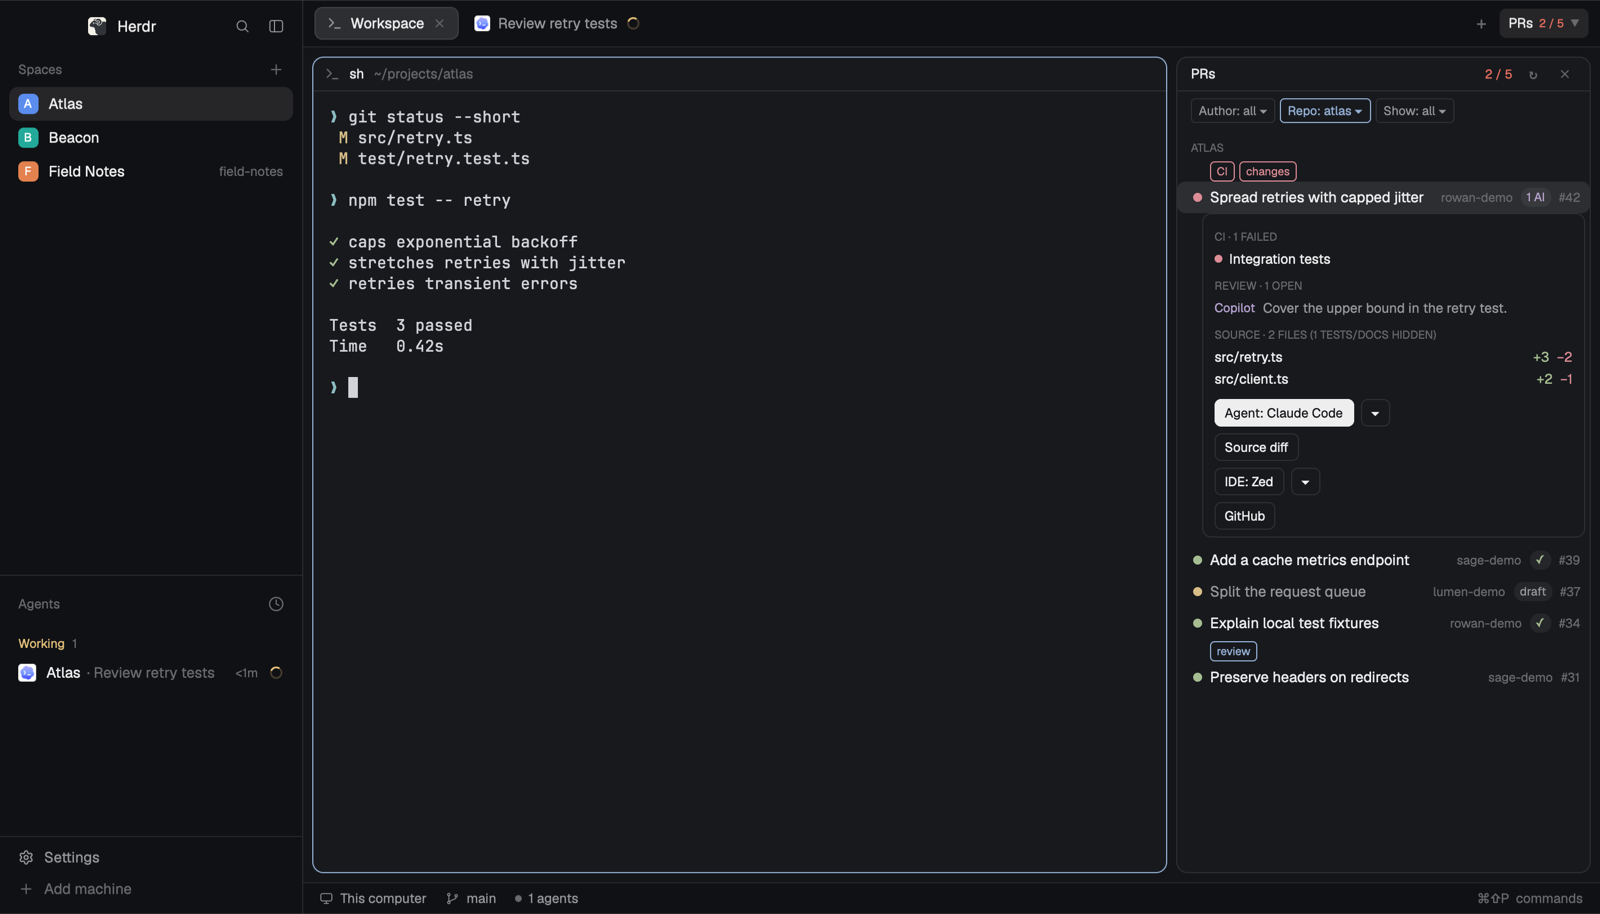 Herdr
Spaces
A Atlas
B Beacon
F Field Notes field-notes
Agents
Working 1
Atlas · Review retry tests <1m
Settings
+ Add machine
>_ Workspace ×
Review retry tests
+ PRs 2 / 5 ▼
>_ sh ~/projects/atlas
❯ git status --short
M src/retry.ts
M test/retry.test.ts
❯ npm test -- retry
✓ caps exponential backoff
✓ stretches retries with jitter
✓ retries transient errors
Tests 3 passed
Time 0.42s
❯
PRs 2 / 5 ↻ ×
Author: all Repo: atlas Show: all
ATLAS
CI changes
Spread retries with capped jitter rowan-demo 1 AI #42
CI · 1 FAILED
Integration tests
REVIEW · 1 OPEN
Copilot Cover the upper bound in the retry test.
SOURCE · 2 FILES (1 TESTS/DOCS HIDDEN)
src/retry.ts +3 −2
src/client.ts +2 −1
Agent: Claude Code
Source diff
IDE: Zed
GitHub
Add a cache metrics endpoint sage-demo ✓ #39
Split the request queue lumen-demo draft #37
Explain local test fixtures rowan-demo ✓ #34
review
Preserve headers on redirects sage-demo #31
This computer main 1 agents
⌘⇧P commands